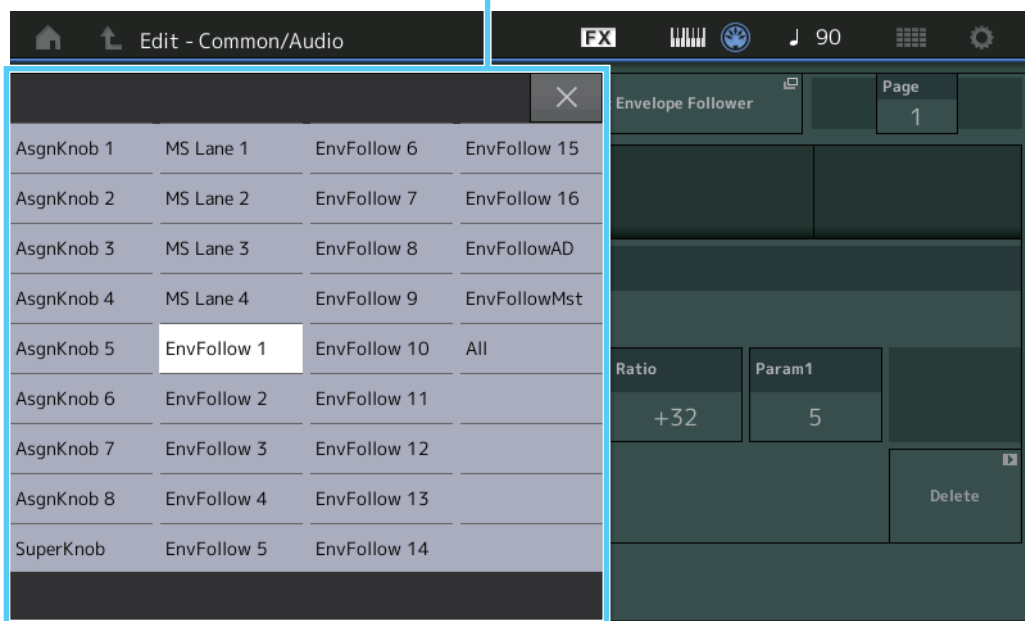 Edit - Common/Audio FX ♩ 90
Envelope Follower Page
1
AsgnKnob 1 MS Lane 1 EnvFollow 6 EnvFollow 15
AsgnKnob 2 MS Lane 2 EnvFollow 7 EnvFollow 16
AsgnKnob 3 MS Lane 3 EnvFollow 8 EnvFollowAD
AsgnKnob 4 MS Lane 4 EnvFollow 9 EnvFollowMst
AsgnKnob 5 EnvFollow 1 EnvFollow 10 All
Ratio Param1
AsgnKnob 6 EnvFollow 2 EnvFollow 11
+32 5
AsgnKnob 7 EnvFollow 3 EnvFollow 12
AsgnKnob 8 EnvFollow 4 EnvFollow 13
Delete
SuperKnob EnvFollow 5 EnvFollow 14